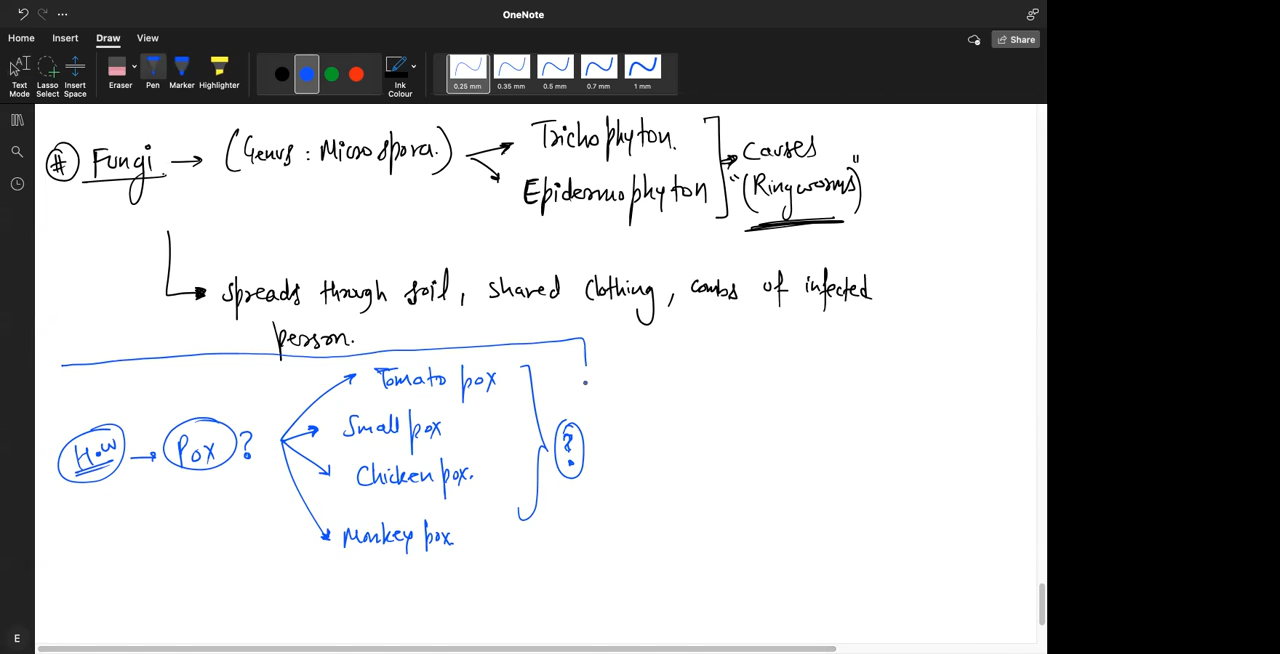 OneNote
Home Insert Draw View
Share
Text Mode Lasso Select Insert Space Eraser Pen Marker Highlighter Ink Colour 0.25 mm 0.35 mm 0.5 mm 0.7 mm 1 mm
# Fungi → (Genus : Microspora.) Trichophyton. Causes
Epidermophyton "(Ringworms)"
→ spreads through soil, shared clothing, combs of infected
person.
Tomato pox
Small pox
H.W → Pox ? ?
Chicken pox.
Monkey pox
E